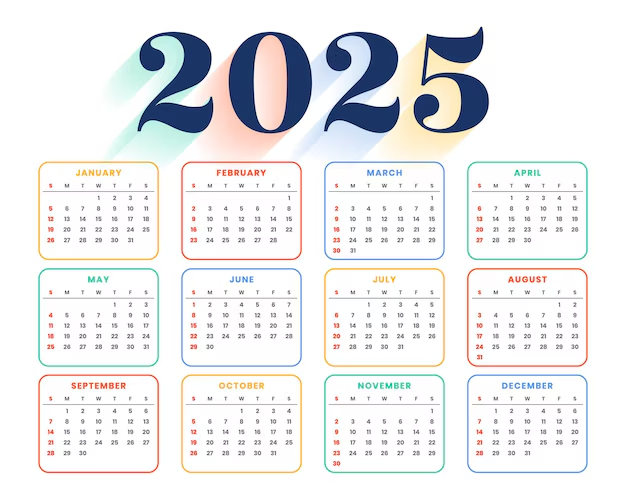 2025
JANUARY
S M T W T F S
1 2 3 4
5 6 7 8 9 10 11
12 13 14 15 16 17 18
19 20 21 22 23 24 25
26 27 28 29 30 31
FEBRUARY
S M T W T F S
1
2 3 4 5 6 7 8
9 10 11 12 13 14 15
16 17 18 19 20 21 22
23 24 25 26 27 28
MARCH
S M T W T F S
1
2 3 4 5 6 7 8
9 10 11 12 13 14 15
16 17 18 19 20 21 22
23 24 25 26 27 28 29
30 31
APRIL
S M T W T F S
1 2 3 4 5
6 7 8 9 10 11 12
13 14 15 16 17 18 19
20 21 22 23 24 25 26
27 28 29 30
MAY
S M T W T F S
1 2 3
4 5 6 7 8 9 10
11 12 13 14 15 16 17
18 19 20 21 22 23 24
25 26 27 28 29 30 31
JUNE
S M T W T F S
1 2 3 4 5 6 7
8 9 10 11 12 13 14
15 16 17 18 19 20 21
22 23 24 25 26 27 28
29 30
JULY
S M T W T F S
1 2 3 4 5
6 7 8 9 10 11 12
13 14 15 16 17 18 19
20 21 22 23 24 25 26
27 28 29 30 31
AUGUST
S M T W T F S
1 2
3 4 5 6 7 8 9
10 11 12 13 14 15 16
17 18 19 20 21 22 23
24 25 26 27 28 29 30
31
SEPTEMBER
S M T W T F S
1 2 3 4 5 6
7 8 9 10 11 12 13
14 15 16 17 18 19 20
21 22 23 24 25 26 27
28 29 30
OCTOBER
S M T W T F S
1 2 3 4
5 6 7 8 9 10 11
12 13 14 15 16 17 18
19 20 21 22 23 24 25
26 27 28 29 30 31
NOVEMBER
S M T W T F S
1
2 3 4 5 6 7 8
9 10 11 12 13 14 15
16 17 18 19 20 21 22
23 24 25 26 27 28 29
30
DECEMBER
S M T W T F S
1 2 3 4 5 6
7 8 9 10 11 12 13
14 15 16 17 18 19 20
21 22 23 24 25 26 27
28 29 30 31